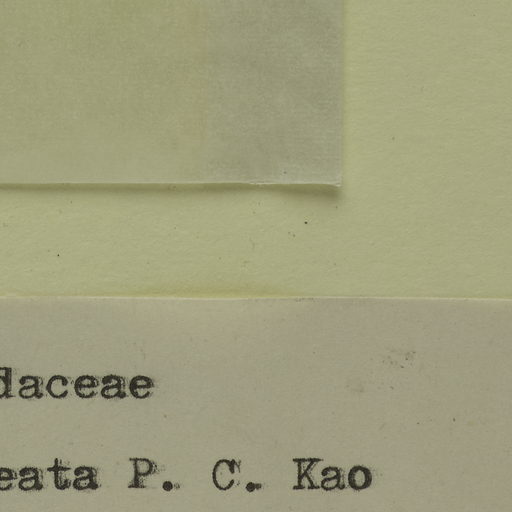 daceae
eata P. C. Kao